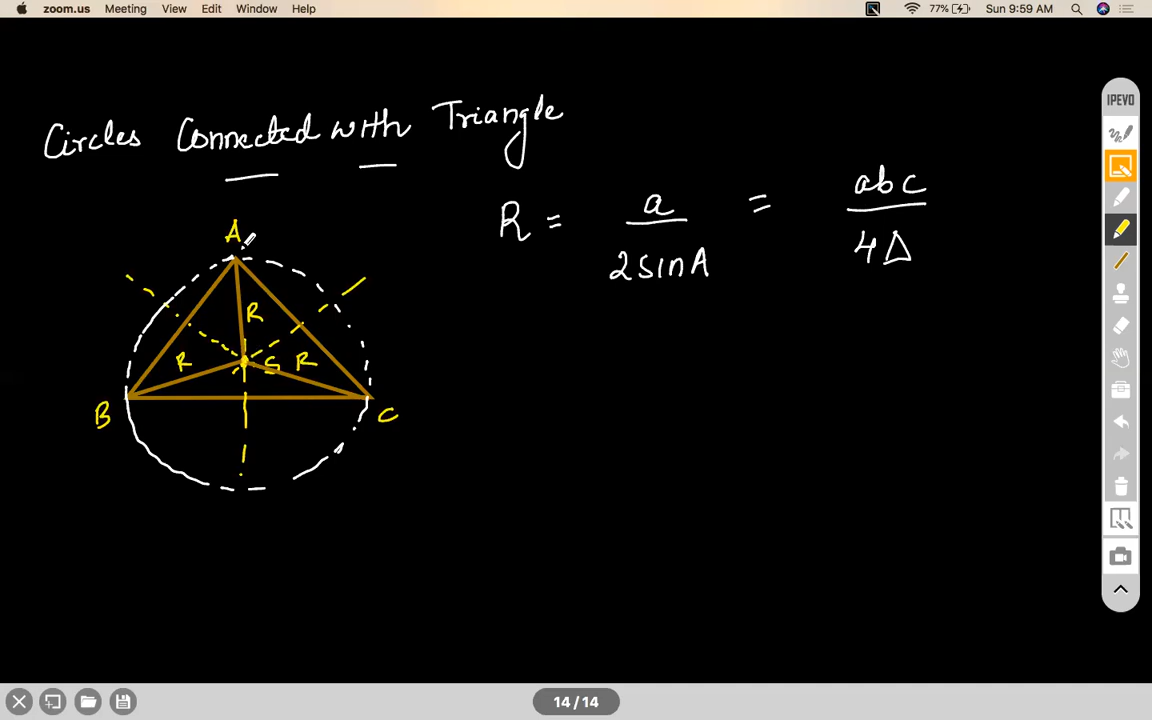 zoom.us Meeting View Edit Window Help 77% Sun 9:59 AM
IPEVO
Circles Connected with Triangle
R = a / 2sinA = abc / 4Δ
A
R
R S R
B C
14 / 14